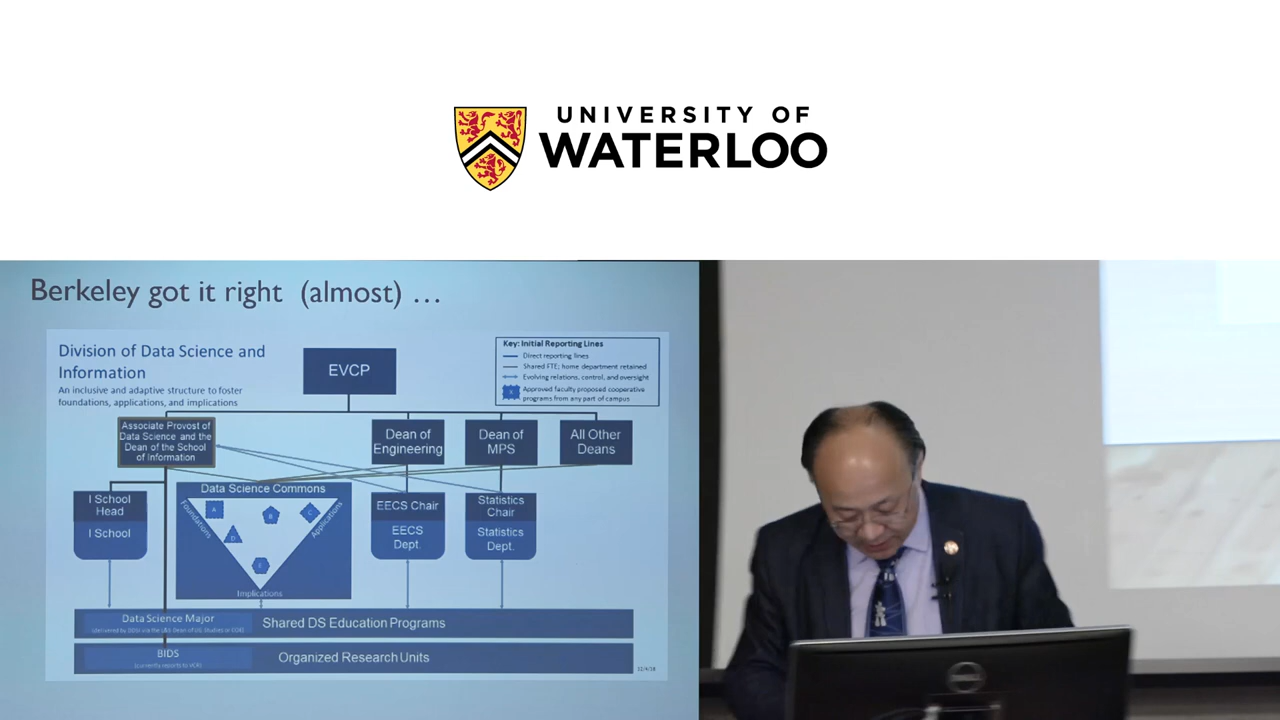 UNIVERSITY OF
WATERLOO
Berkeley got it right (almost) ...
Division of Data Science and
Information
An inclusive and adaptive structure to foster
foundations, applications, and implications
EVCP
Key: Initial Reporting Lines
Direct reporting lines
Shared FTE; home department retained
Evolving relations, control, and oversight
Approved faculty proposed cooperative
programs from any part of campus
Associate Provost of
Data Science and the
Dean of the School
of Information
Dean of
Engineering
Dean of
MPS
All Other
Deans
I School
Head
I School
Data Science Commons
Foundations
Applications
Implications
A
B
C
D
E
EECS Chair
EECS
Dept.
Statistics
Chair
Statistics
Dept.
Data Science Major
Shared DS Education Programs
BIDS
(currently reports to VCR)
Organized Research Units
DELL